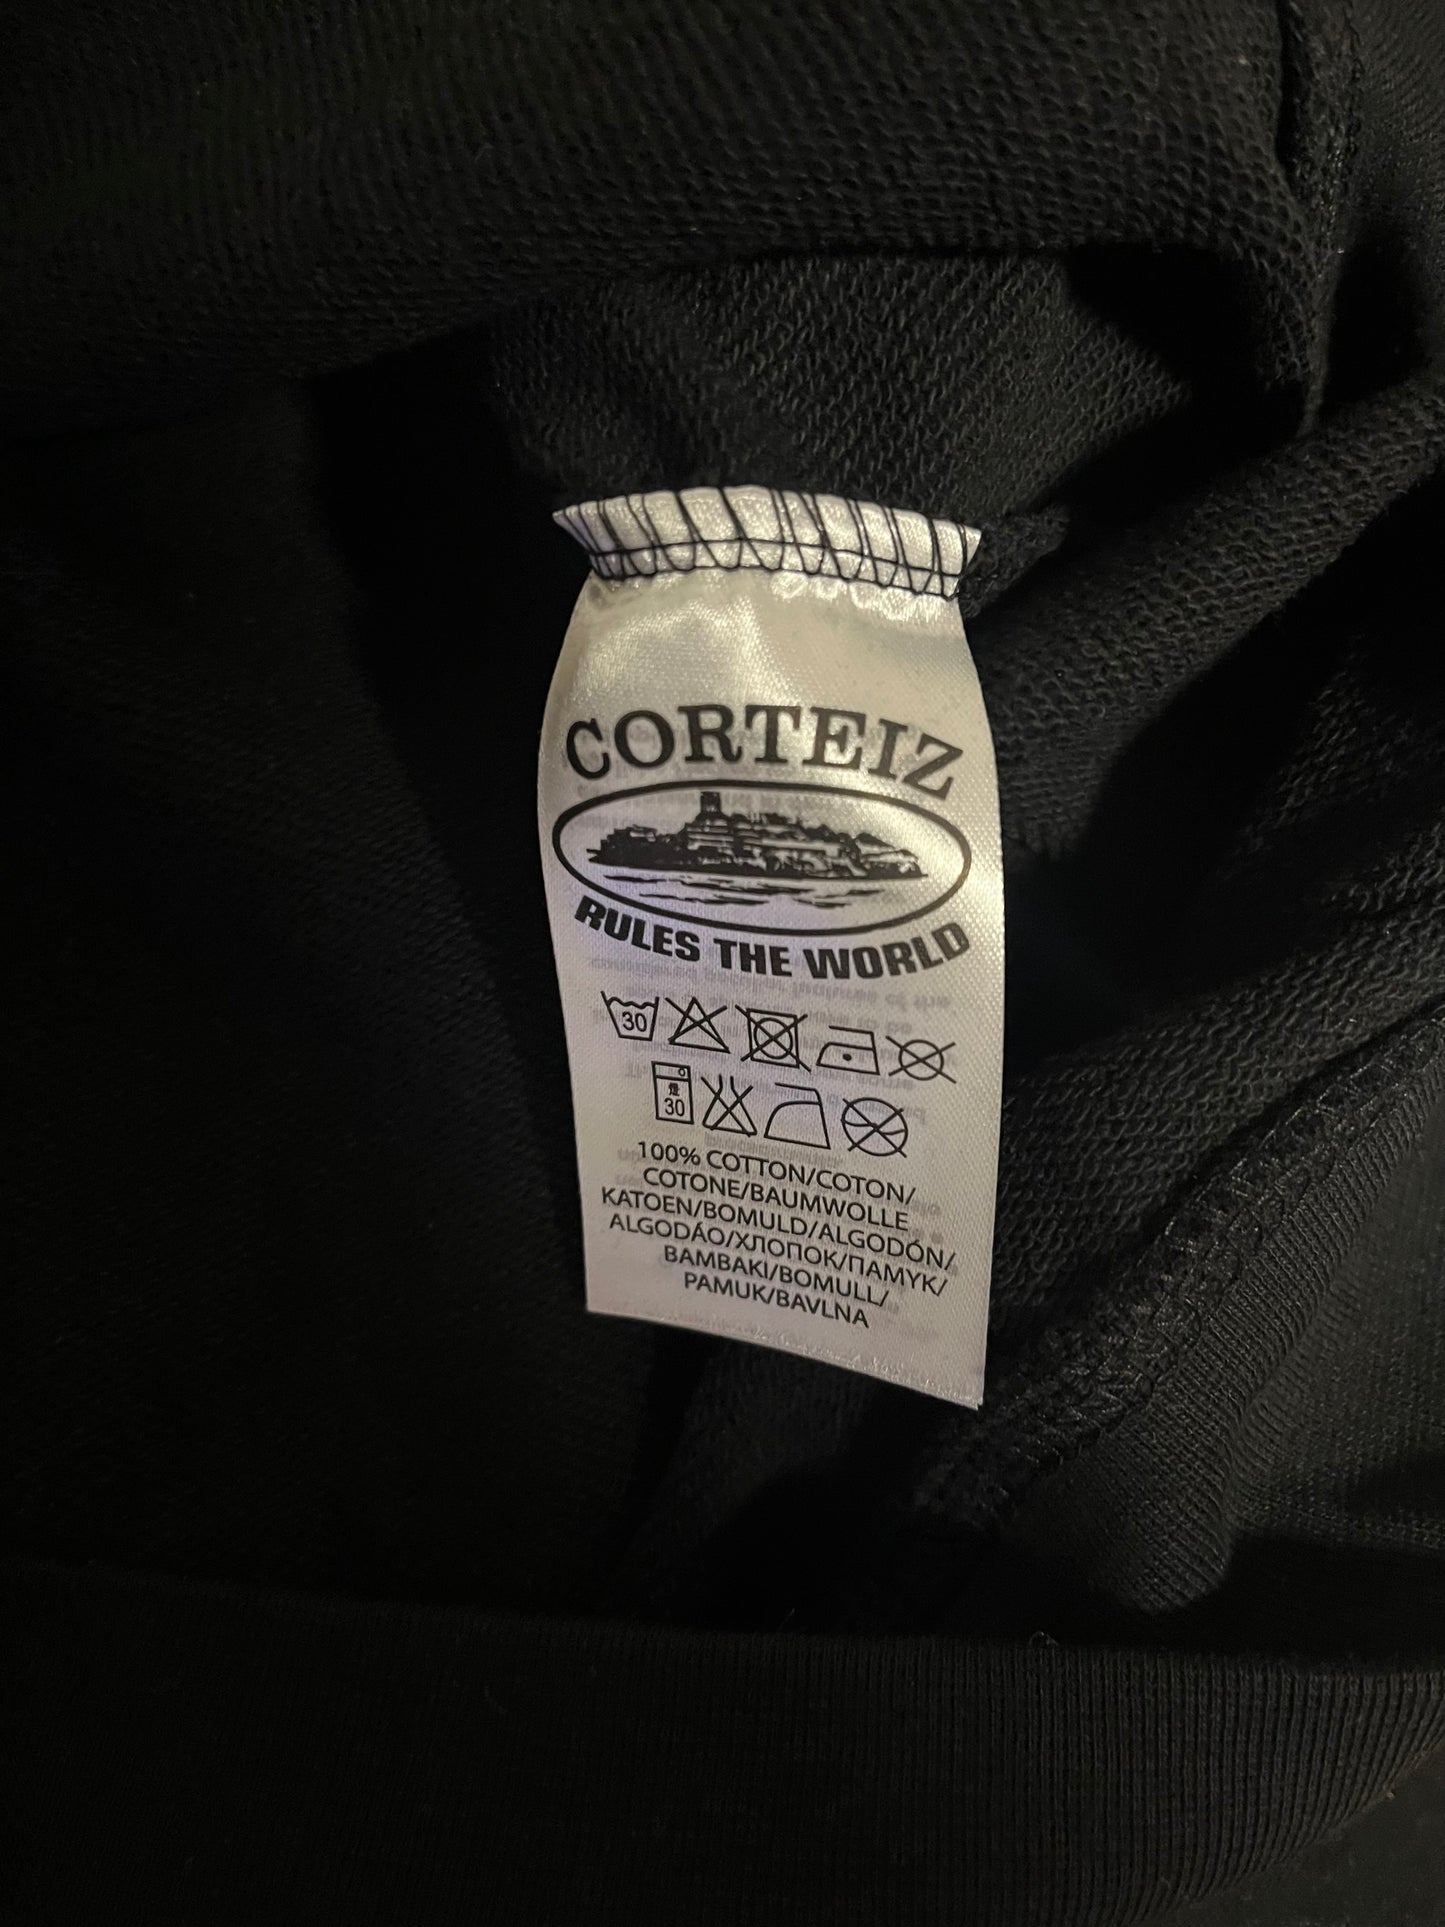 CORTEIZ
RULES THE WORLD
30
30
100% COTTON/COTON/
COTONE/BAUMWOLLE
KATOEN/BOMULD/ALGODÓN/
ALGODÁO/ХЛОПОК/ПАМУК/
BAMBAKI/BOMULL/
PAMUK/BAVLNA